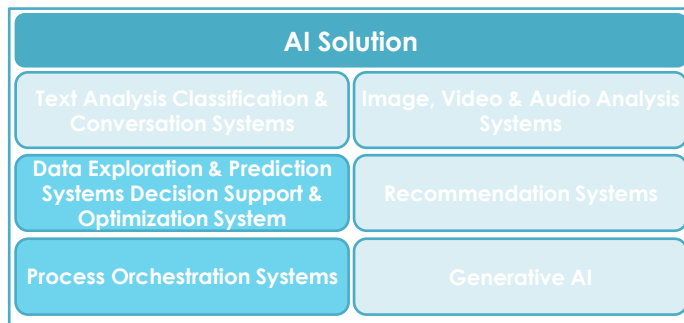 AI Solution
Text Analysis Classification &
Conversation Systems
Image, Video & Audio Analysis
Systems
Data Exploration & Prediction
Systems Decision Support &
Optimization System
Recommendation Systems
Process Orchestration Systems
Generative AI